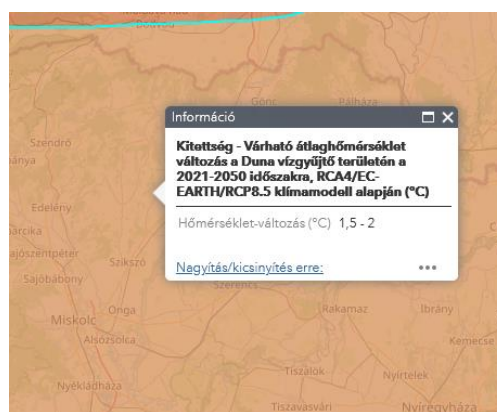 Gönc
Pálháza
Információ
Szendrő
Kitettség - Várható átlaghőmérséklet
változás a Duna vízgyűjtő területén a
2021-2050 időszakra, RCA4/EC-
EARTH/RCP8.5 klímamodell alapján (°C)
Edelény
Hőmérséklet-változás (°C) 1,5 - 2
Szikszó
Sajóbábony
Nagyítás/kicsinyítés erre:
Szerencs
Onga
Rakamaz
Ibrány
Miskolc
Alsózsolca
Kemecse
Tiszalök
Nyírtelek
Nyékládháza
Tiszavasvári
Nyíregyháza